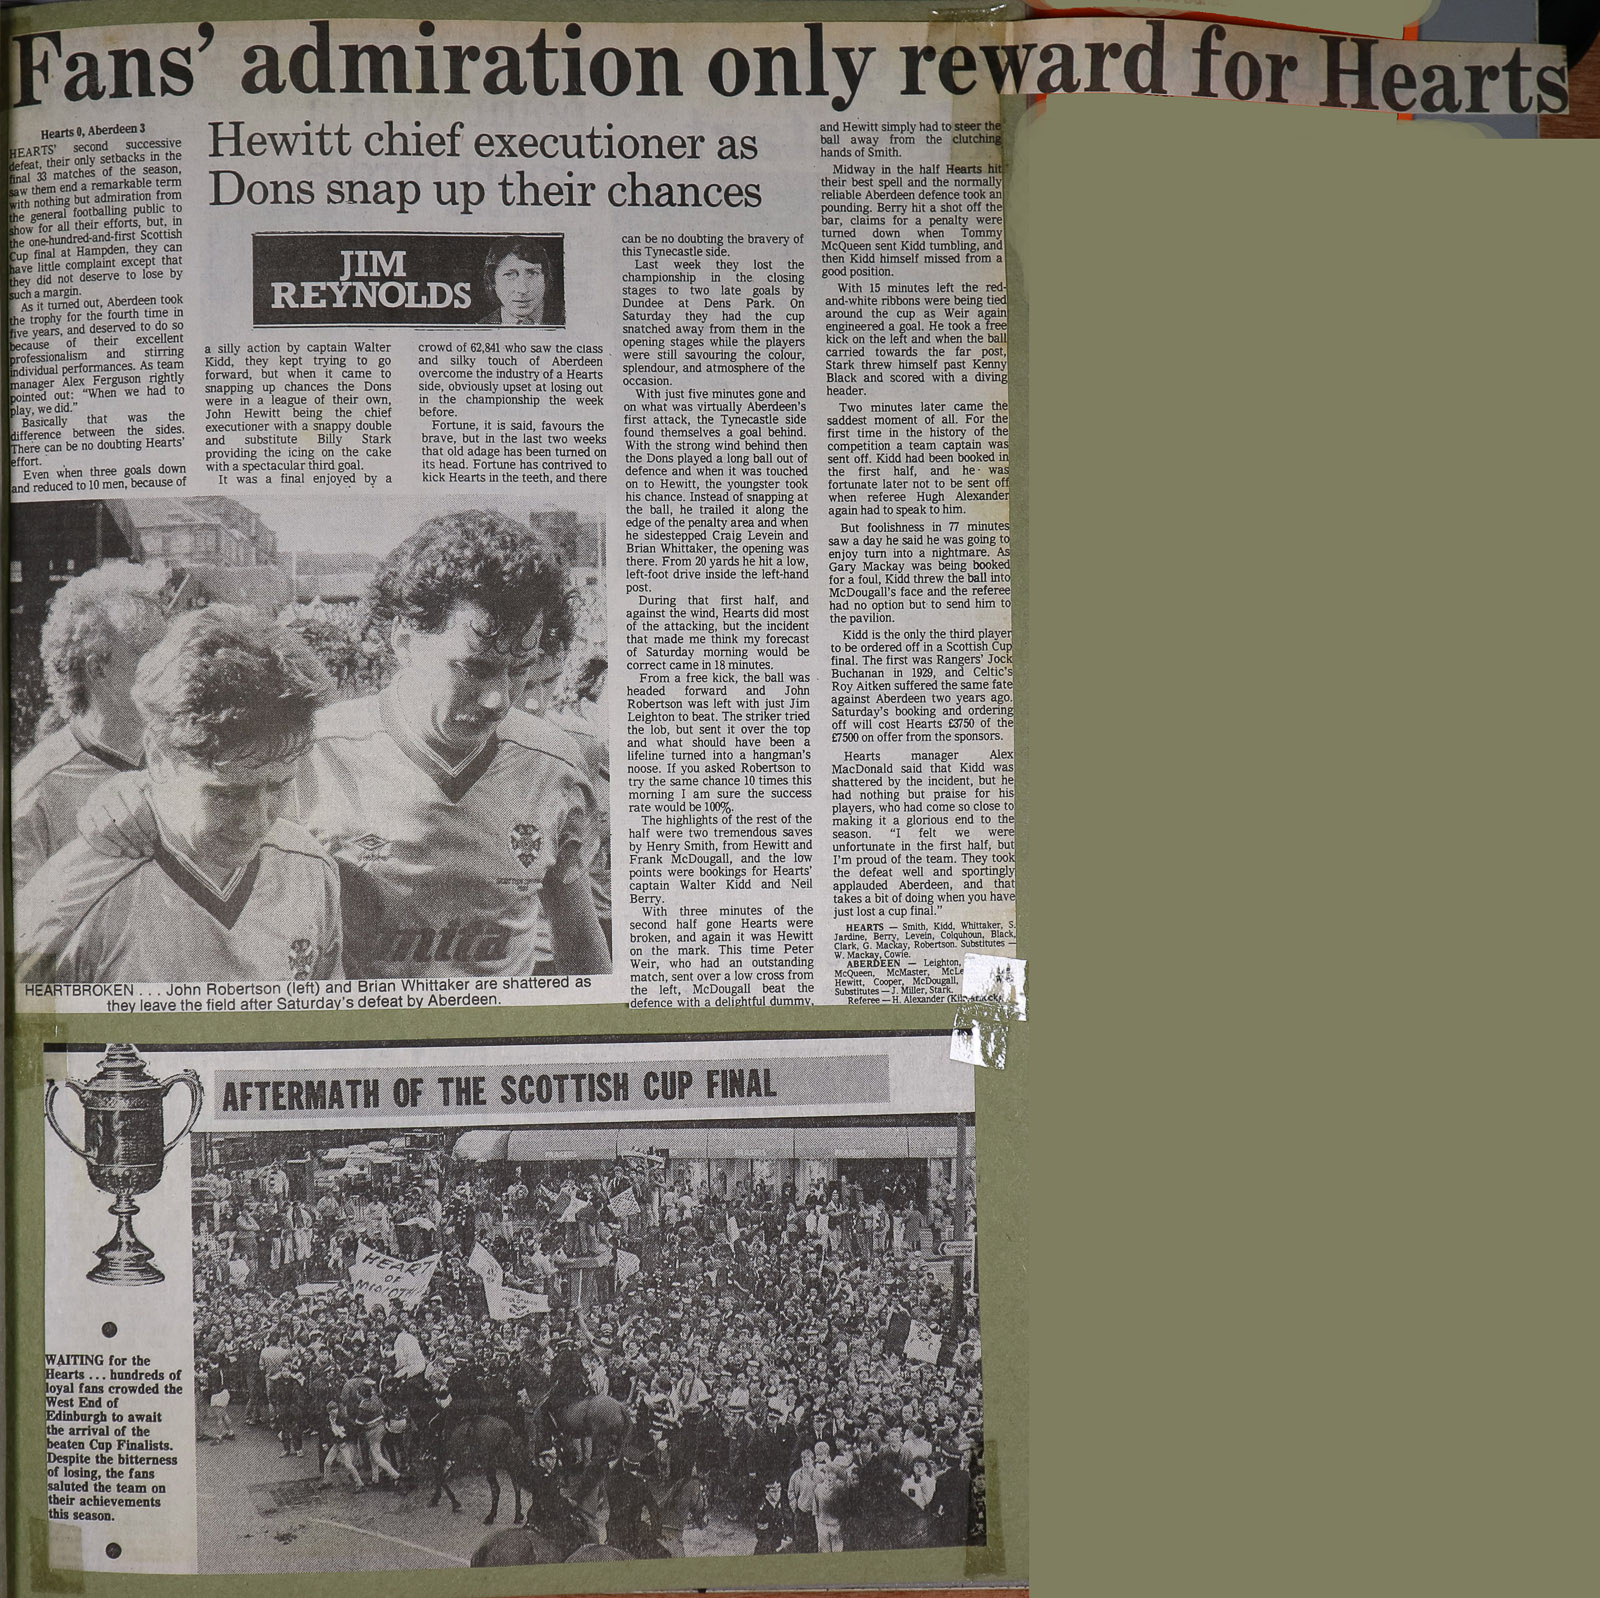 Fans’ admiration only reward for Hearts
Hewitt chief executioner as
Dons snap up their chances
JIM
REYNOLDS
Hearts 0, Aberdeen 3
HEARTS’ second successive
defeat, their only setbacks in the
final 33 matches of the season,
saw them end a remarkable term
with nothing but admiration from
the general footballing public to
show for all their efforts, but, in
the one-hundred-and-first Scottish
Cup final at Hampden, they can
have little complaint except that
they did not deserve to lose by
such a margin.
As it turned out, Aberdeen took
the trophy for the fourth time in
five years, and deserved to do so
because of their excellent
professionalism and stirring
individual performances. As team
manager Alex Ferguson rightly
pointed out: “When we had to
play, we did.”
Basically that was the
difference between the sides.
There can be no doubting Hearts’
effort.
Even when three goals down
and reduced to 10 men, because of
a silly action by captain Walter
Kidd, they kept trying to go
forward, but when it came to
snapping up chances the Dons
were in a league of their own,
John Hewitt being the chief
executioner with a snappy double
and substitute Billy Stark
providing the icing on the cake
with a spectacular third goal.
It was a final enjoyed by a
crowd of 62,841 who saw the class
and silky touch of Aberdeen
overcome the industry of a Hearts
side, obviously upset at losing out
in the championship the week
before.
Fortune, it is said, favours the
brave, but in the last two weeks
that old adage has been turned on
its head. Fortune has contrived to
kick Hearts in the teeth, and there
can be no doubting the bravery of
this Tynecastle side.
Last week they lost the
championship in the closing
stages to two late goals by
Dundee at Dens Park. On
Saturday they had the cup
snatched away from them in the
opening stages while the players
were still savouring the colour,
splendour, and atmosphere of the
occasion.
With just five minutes gone and
on what was virtually Aberdeen’s
first attack, the Tynecastle side
found themselves a goal behind.
With the strong wind behind then
the Dons played a long ball out of
defence and when it was touched
on to Hewitt, the youngster took
his chance. Instead of snapping at
the ball, he trailed it along the
edge of the penalty area and when
he sidestepped Craig Levein and
Brian Whittaker, the opening was
there. From 20 yards he hit a low,
left-foot drive inside the left-hand
post.
During that first half, and
against the wind, Hearts did most
of the attacking, but the incident
that made me think my forecast
of Saturday morning would be
correct came in 18 minutes.
From a free kick, the ball was
headed forward and John
Robertson was left with just Jim
Leighton to beat. The striker tried
the lob, but sent it over the top
and what should have been a
lifeline turned into a hangman’s
noose. If you asked Robertson to
try the same chance 10 times this
morning I am sure the success
rate would be 100%.
The highlights of the rest of the
half were two tremendous saves
by Henry Smith, from Hewitt and
Frank McDougall, and the low
points were bookings for Hearts’
captain Walter Kidd and Neil
Berry.
With three minutes of the
second half gone Hearts were
broken, and again it was Hewitt
on the mark. This time Peter
Weir, who had an outstanding
match, sent over a low cross from
the left, McDougall beat the
defence with a delightful dummy,
and Hewitt simply had to steer the
ball away from the clutching
hands of Smith.
Midway in the half Hearts hit
their best spell and the normally
reliable Aberdeen defence took an
pounding. Berry hit a shot off the
bar, claims for a penalty were
turned down when Tommy
McQueen sent Kidd tumbling, and
then Kidd himself missed from a
good position.
With 15 minutes left the red-
and-white ribbons were being tied
around the cup as Weir again
engineered a goal. He took a free
kick on the left and when the ball
carried towards the far post,
Stark threw himself past Kenny
Black and scored with a diving
header.
Two minutes later came the
saddest moment of all. For the
first time in the history of the
competition a team captain was
sent off. Kidd had been booked in
the first half, and he was
fortunate later not to be sent off
when referee Hugh Alexander
again had to speak to him.
But foolishness in 77 minutes
saw a day he said he was going to
enjoy turn into a nightmare. As
Gary Mackay was being booked
for a foul, Kidd threw the ball into
McDougall’s face and the referee
had no option but to send him to
the pavilion.
Kidd is the only the third player
to be ordered off in a Scottish Cup
final. The first was Rangers’ Jock
Buchanan in 1929, and Celtic’s
Roy Aitken suffered the same fate
against Aberdeen two years ago.
Saturday’s booking and ordering
off will cost Hearts £3750 of the
£7500 on offer from the sponsors.
Hearts manager Alex
MacDonald said that Kidd was
shattered by the incident, but he
had nothing but praise for his
players, who had come so close to
making it a glorious end to the
season. “I felt we were
unfortunate in the first half, but
I’m proud of the team. They took
the defeat well and sportingly
applauded Aberdeen, and that
takes a bit of doing when you have
just lost a cup final.”
HEARTS — Smith, Kidd, Whittaker, S.
Jardine, Berry, Levein, Colquhoun, Black,
Clark, G. Mackay, Robertson. Substitutes —
W. Mackay, Cowie.
ABERDEEN — Leighton,
McQueen, McMaster,
Hewitt, Cooper, McDougall,
Substitutes — J. Miller, Stark.
Referee — H. Alexander
mita
HEARTBROKEN . . . John Robertson (left) and Brian Whittaker are shattered as
they leave the field after Saturday’s defeat by Aberdeen.
AFTERMATH OF THE SCOTTISH CUP FINAL
HEART
OF
WAITING for the
Hearts . . . hundreds of
loyal fans crowded the
West End of
Edinburgh to await
the arrival of the
beaten Cup Finalists.
Despite the bitterness
of losing, the fans
saluted the team on
their achievements
this season.